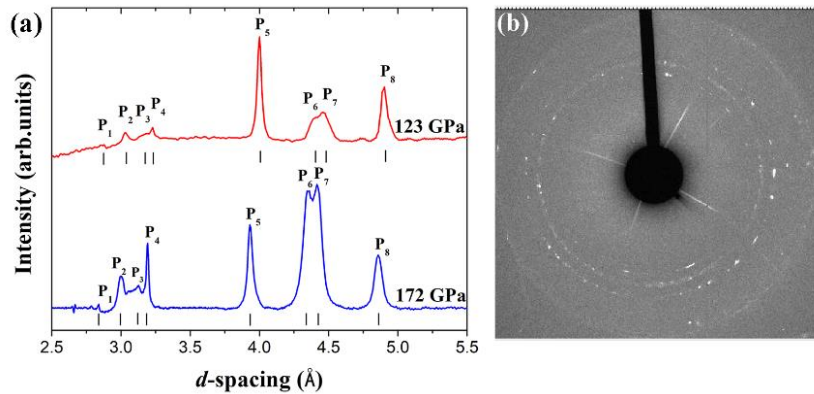 (a)
P5
P8
P6 P7
P1 P2 P3 P4
123 GPa
P6 P7
P5
P4
P8
P2
P3
P1
172 GPa
Intensity (arb.units)
2.5 3.0 3.5 4.0 4.5 5.0 5.5
d-spacing (Å)
(b)